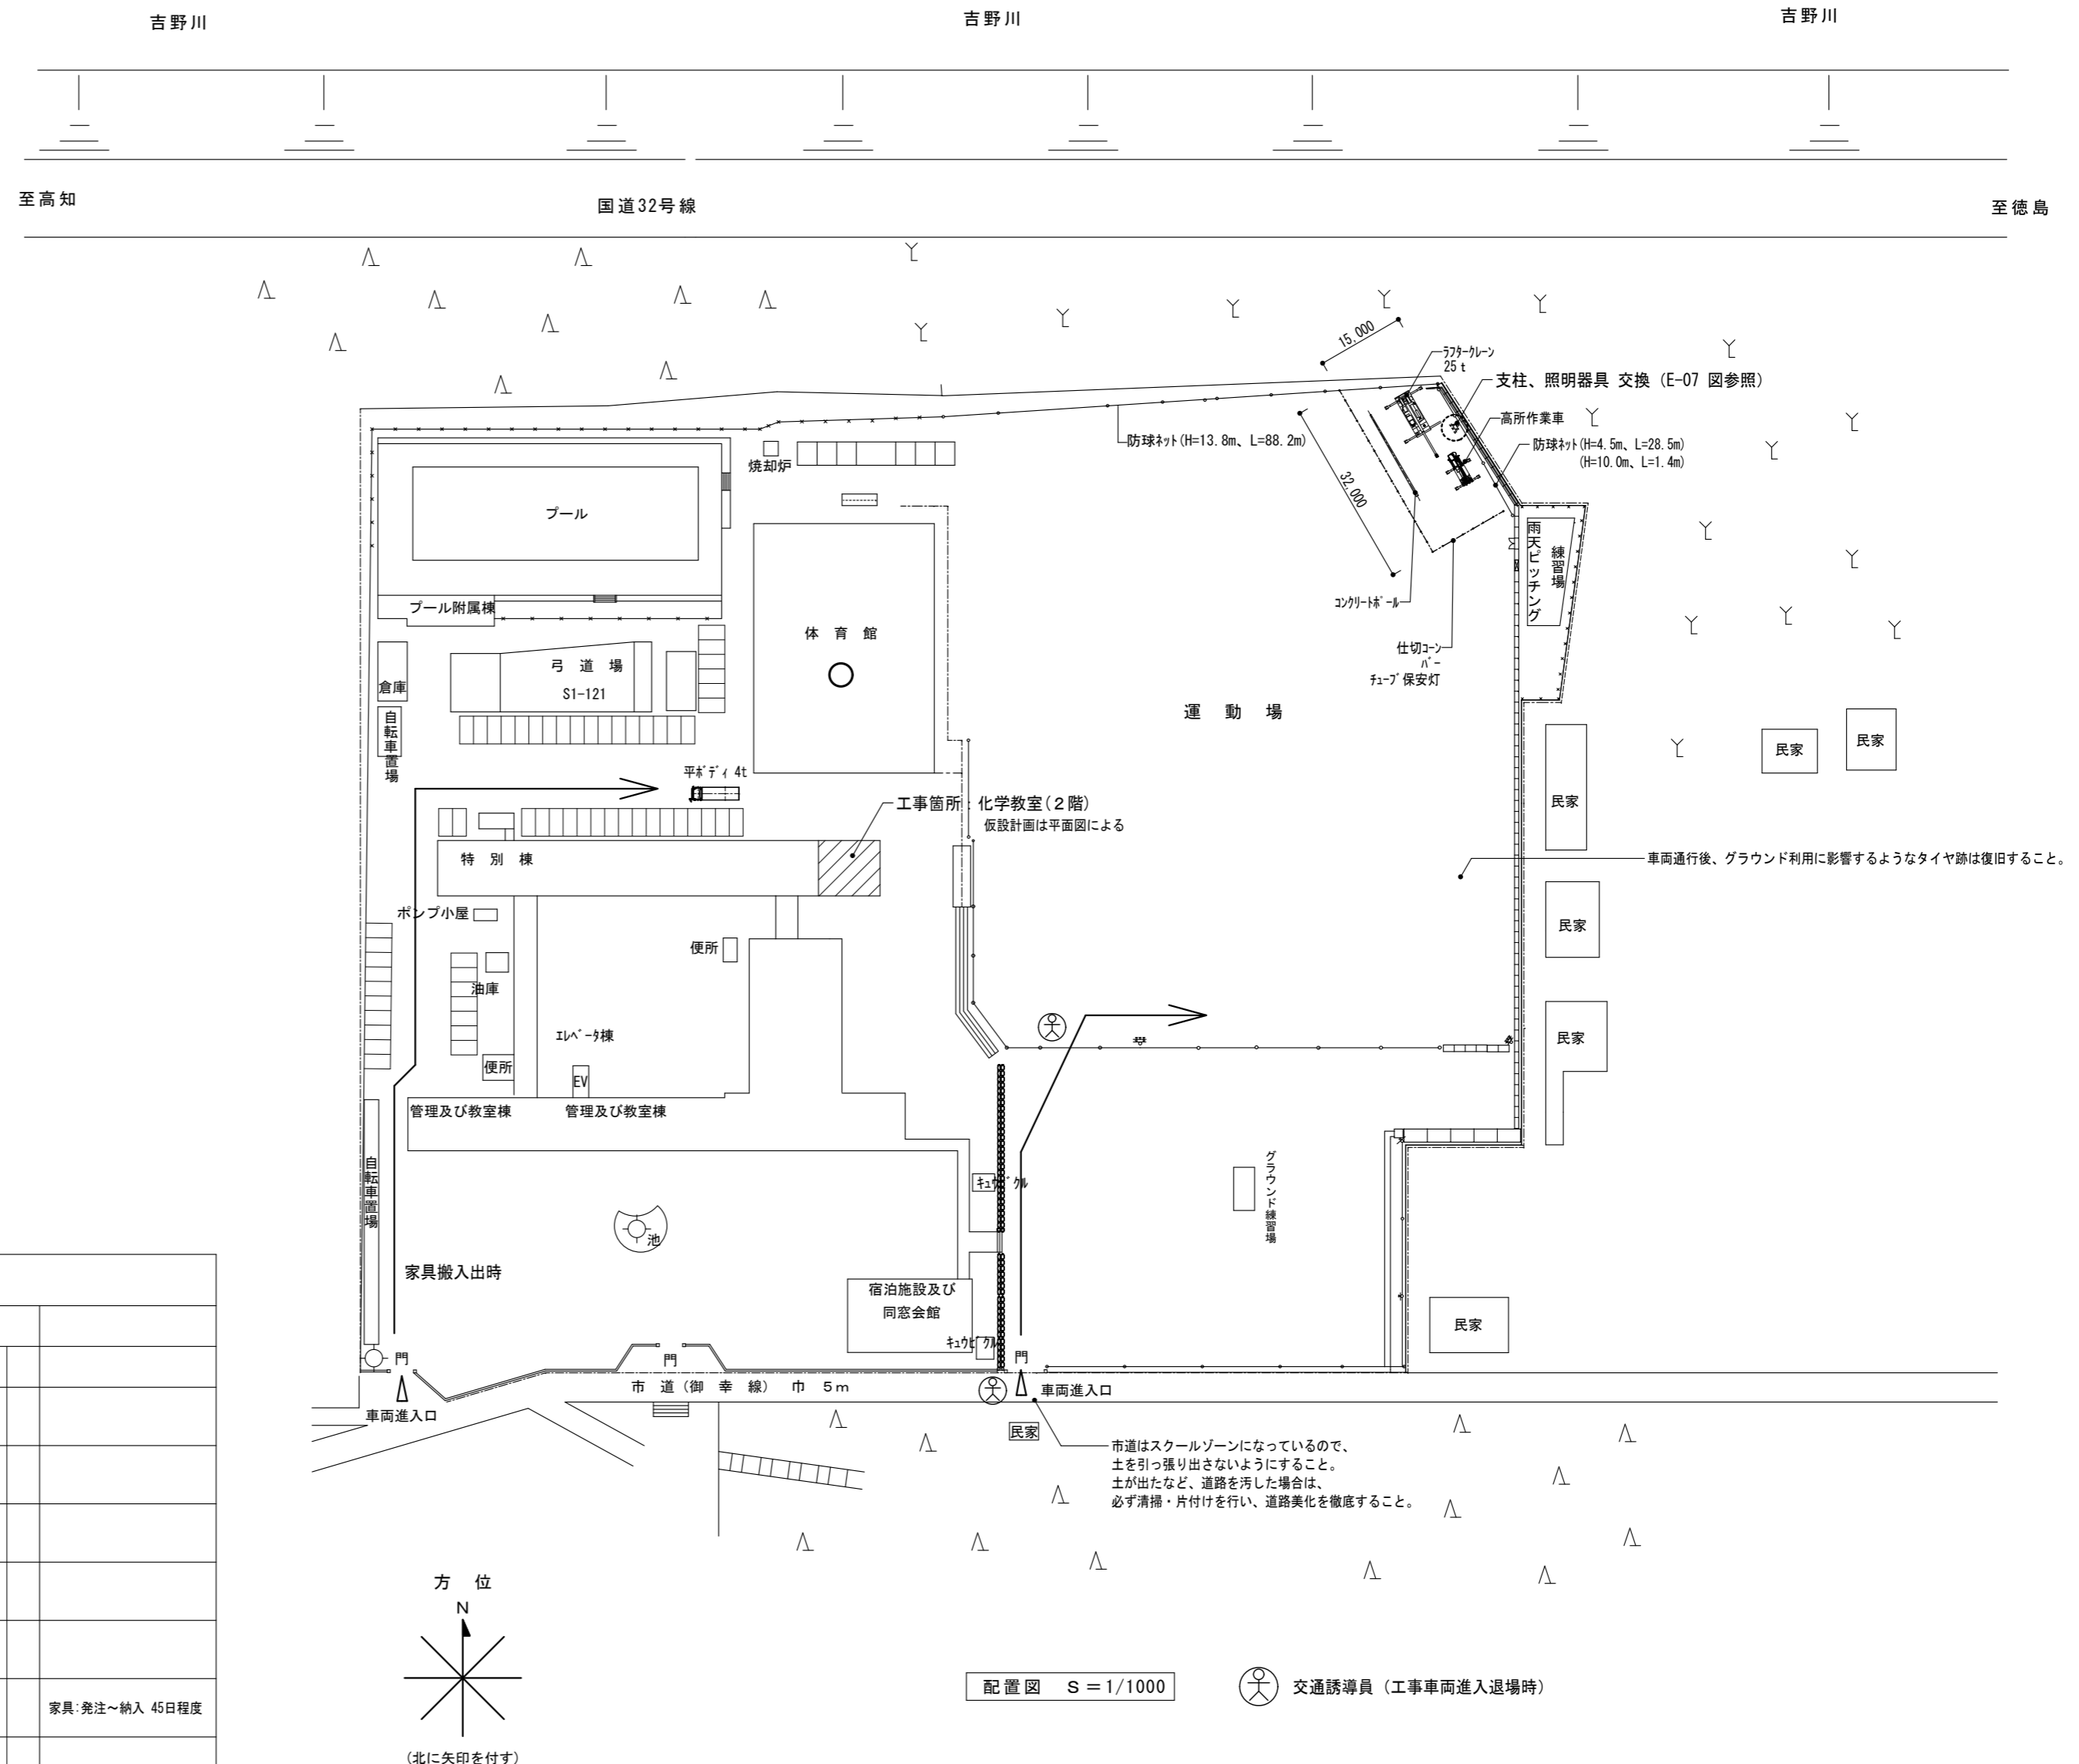 吉野川
吉野川
吉野川
至高知
国道32号線
至徳島
15,000
ﾗﾌﾀｰｸﾚｰﾝ
25ｔ
支柱、照明器具 交換（E-07 図参照）
高所作業車
防球ﾈｯﾄ(H=13.8m、L=88.2m)
防球ﾈｯﾄ(H=4.5m、L=28.5m)
(H=10.0m、L=1.4m)
焼却炉
32,000
プール
雨天ピッチング
練習場
プール附属棟
ｺﾝｸﾘｰﾄﾎﾟｰﾙ
体　育　館
仕切ｺｰﾝ
ﾊﾞｰ
ﾁｭｰﾌﾞ保安灯
弓　道　場
S1-121
倉庫
自転車置場
運　動　場
民家
民家
平ﾎﾞﾃﾞｨ 4t
工事箇所：化学教室(２階)
仮設計画は平面図による
民家
特　別　棟
車両通行後、グラウンド利用に影響するようなタイヤ跡は復旧すること。
ポンプ小屋
便所
民家
油庫
ｴﾚﾍﾞｰﾀ棟
民家
便所
EV
管理及び教室棟
管理及び教室棟
自転車置場
ｷｭｳﾋﾞｸﾙ
グラウンド練習場
池
家具搬入出時
宿泊施設及び
同窓会館
民家
ｷｭｳﾋﾞｸﾙ
門
門
門
市　道（御　幸　線）　巾　５ｍ
車両進入口
車両進入口
民家
市道はスクールゾーンになっているので、
土を引っ張り出さないようにすること。
土が出たなど、道路を汚した場合は、
必ず清掃・片付けを行い、道路美化を徹底すること。
方　位
N
配置図　Ｓ＝1/1000
交通誘導員（工事車両進入退場時）
家具:発注～納入 45日程度
(北に矢印を付す)